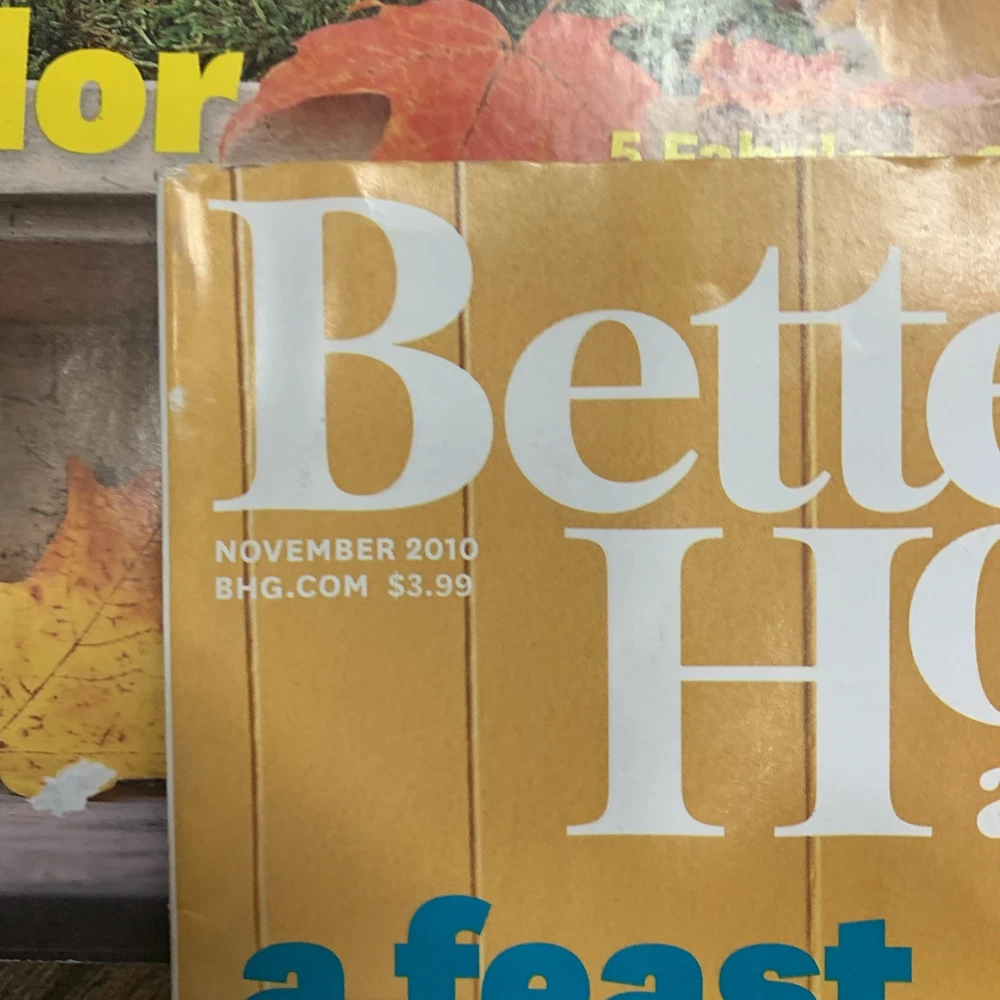 lor
Bette
NOVEMBER 2010
BHG.COM $3.99
H
a feast